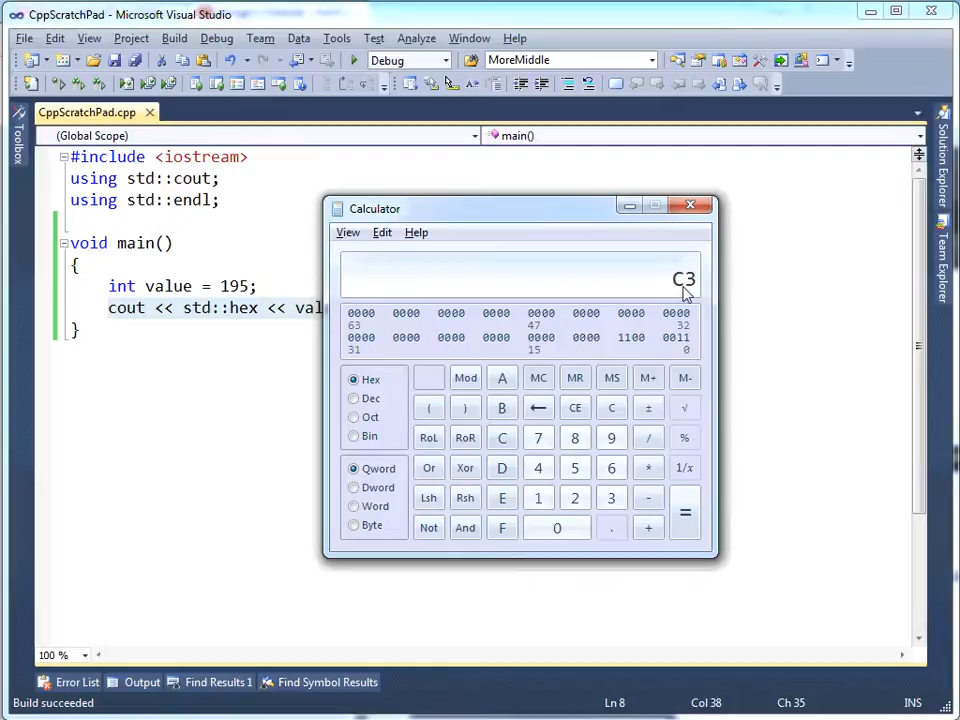 CppScratchPad - Microsoft Visual Studio
File Edit View Project Build Debug Team Data Tools Test Analyze Window Help
Debug MoreMiddle
CppScratchPad.cpp
(Global Scope) main()
#include <iostream>
using std::cout;
using std::endl;
void main()
{
int value = 195;
cout << std::hex << val
}
Calculator
View Edit Help
C3
0000 0000 0000 0000 0000 0000 0000 0000
63 47 32
0000 0000 0000 0000 0000 0000 1100 0011
31 15 0
Hex Mod A MC MR MS M+ M-
Dec ( ) B ← CE C ± √
Oct
Bin RoL RoR C 7 8 9 / %
Qword Or Xor D 4 5 6 * 1/x
Dword Lsh Rsh E 1 2 3 - =
Word
Byte Not And F 0 . +
Toolbox
Solution Explorer
Team Explorer
100 %
Error List Output Find Results 1 Find Symbol Results
Build succeeded Ln 8 Col 38 Ch 35 INS